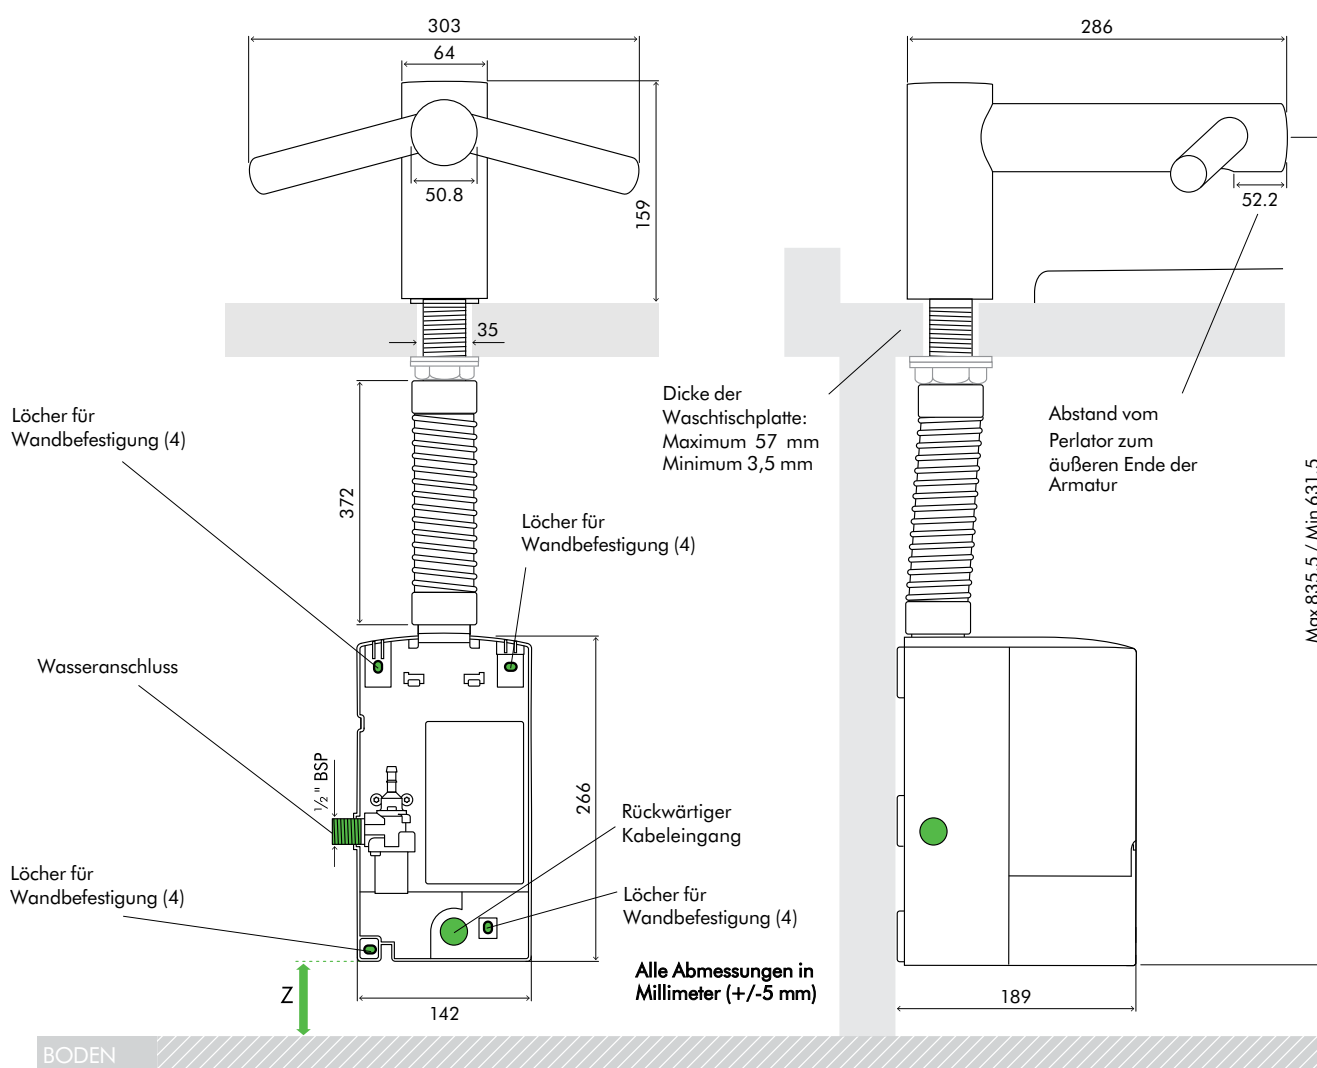 303
64
286
50.8
159
52.2
35
Dicke der
Waschtischplatte:
Maximum 57 mm
Minimum 3,5 mm
Abstand vom
Perlator zum
äußeren Ende der
Armatur
Löcher für
Wandbefestigung (4)
372
Löcher für
Wandbefestigung (4)
Max 835.5 / Min 631.5
Wasseranschluss
1/2" BSP
266
Rückwärtiger
Kabeleingang
Löcher für
Wandbefestigung (4)
Löcher für
Wandbefestigung (4)
Alle Abmessungen in
Millimeter (+/-5 mm)
Z
142
189
BODEN